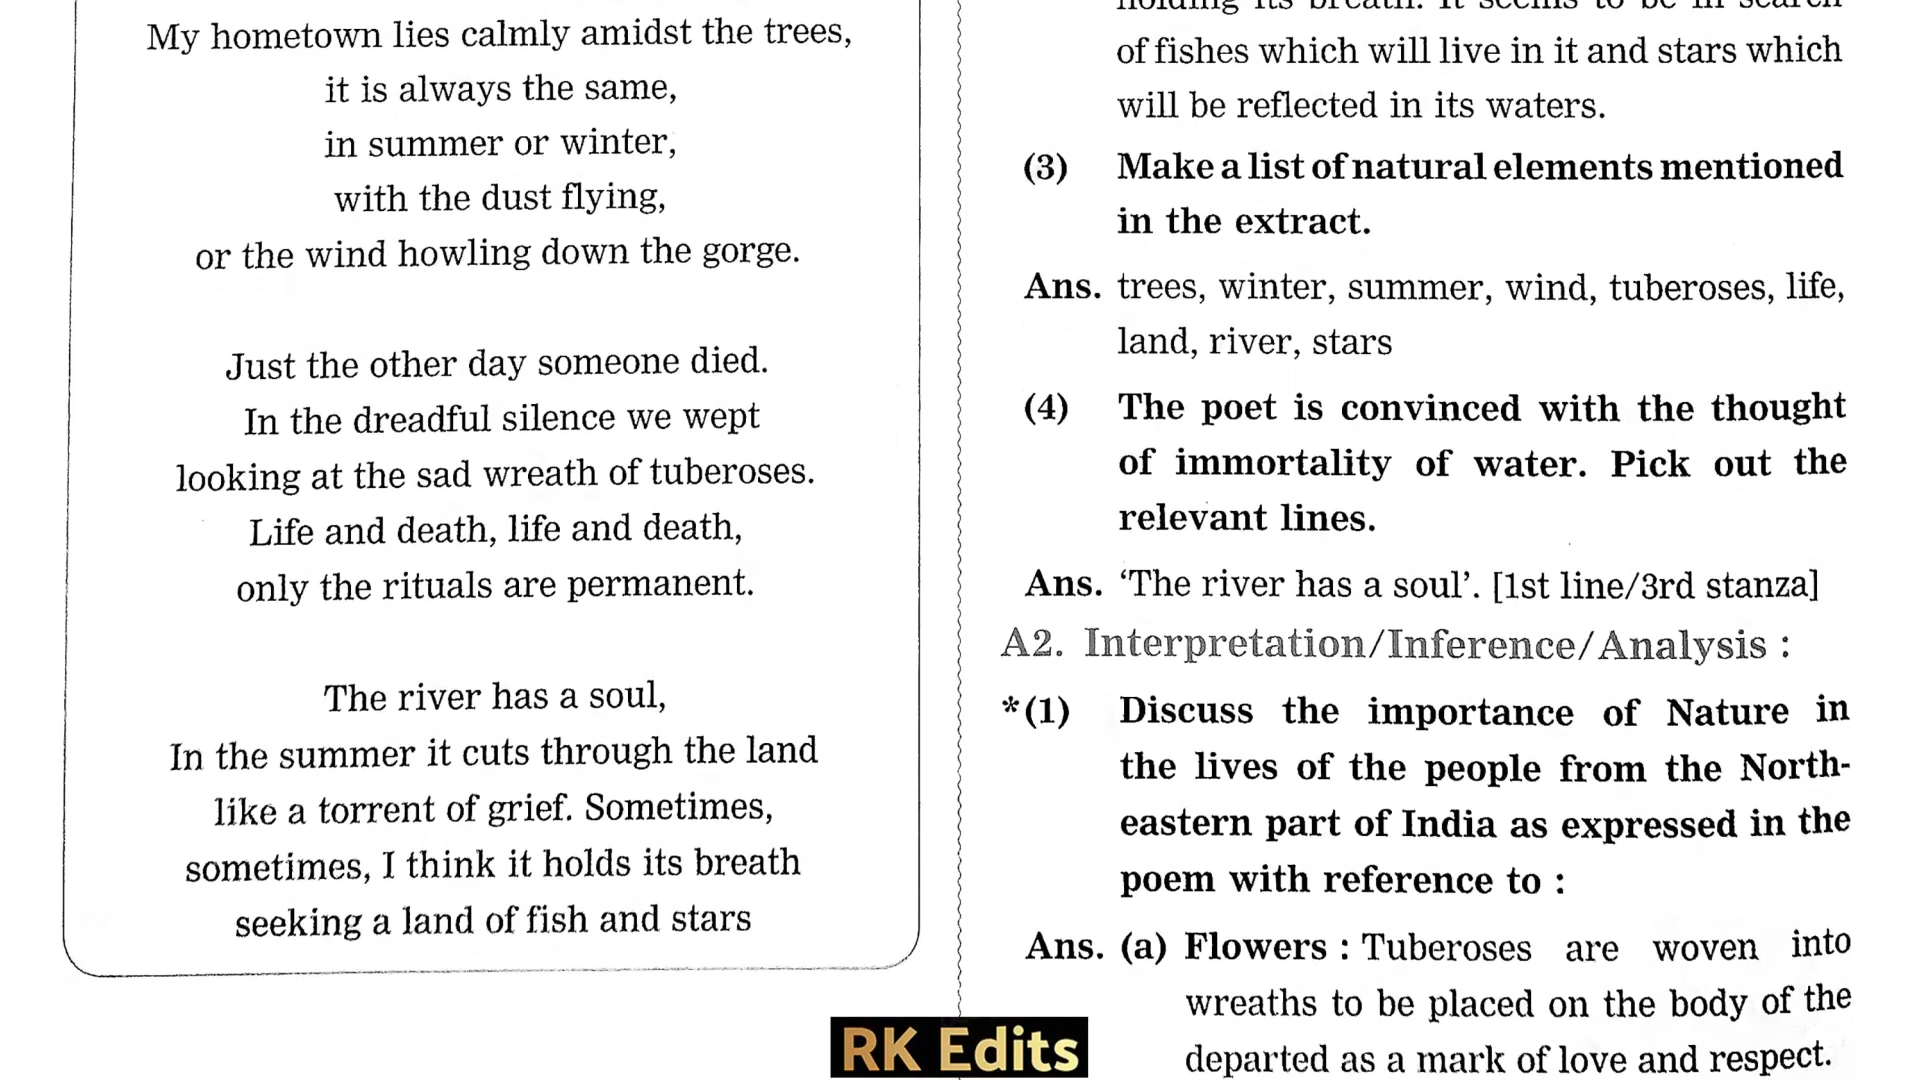 My hometown lies calmly amidst the trees,
it is always the same,
in summer or winter,
with the dust flying,
or the wind howling down the gorge.
Just the other day someone died.
In the dreadful silence we wept
looking at the sad wreath of tuberoses.
Life and death, life and death,
only the rituals are permanent.
The river has a soul,
In the summer it cuts through the land
like a torrent of grief. Sometimes,
sometimes, I think it holds its breath
seeking a land of fish and stars
holding its breath. It seems to be in search
of fishes which will live in it and stars which
will be reflected in its waters.
(3) Make a list of natural elements mentioned
in the extract.
Ans. trees, winter, summer, wind, tuberoses, life,
land, river, stars
(4) The poet is convinced with the thought
of immortality of water. Pick out the
relevant lines.
Ans. ‘The river has a soul’. [1st line/3rd stanza]
A2. Interpretation/Inference/Analysis :
*(1) Discuss the importance of Nature in
the lives of the people from the North-
eastern part of India as expressed in the
poem with reference to :
Ans. (a) Flowers : Tuberoses are woven into
wreaths to be placed on the body of the
departed as a mark of love and respect.
RK Edits